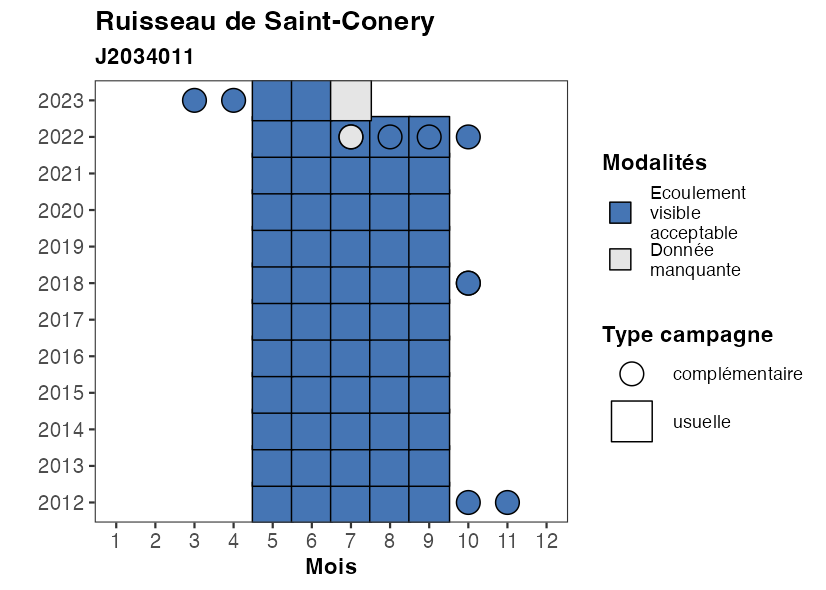 Ruisseau de Saint-Conery
J2034011
2023
2022
2021
2020
2019
2018
2017
2016
2015
2014
2013
2012
1 2 3 4 5 6 7 8 9 10 11 12
Mois
Modalités
Ecoulement
visible
acceptable
Donnée
manquante
Type campagne
complémentaire
usuelle